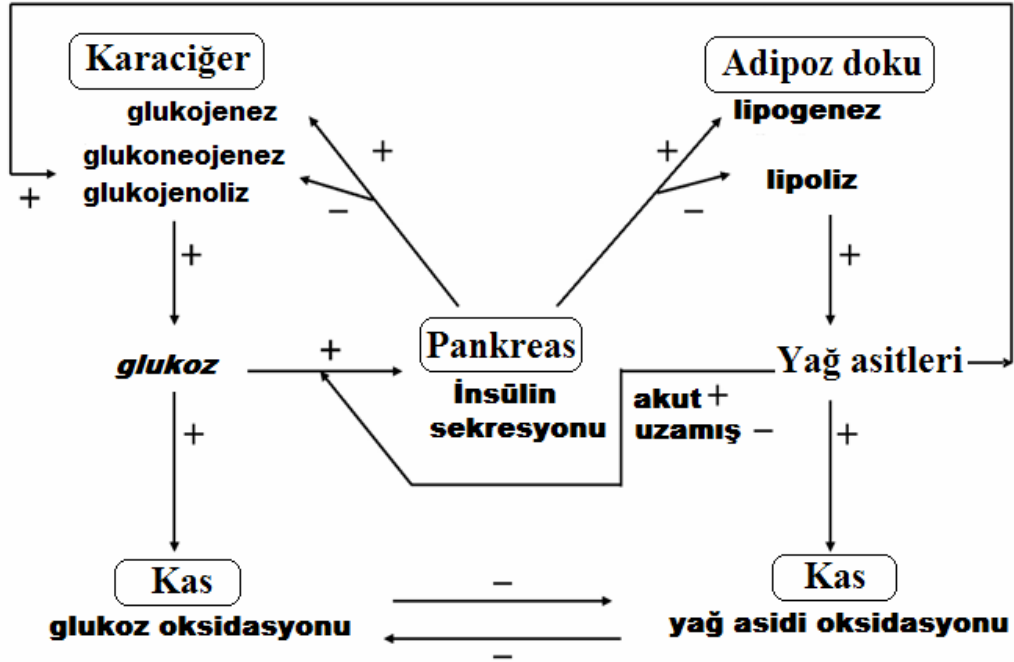 Karaciğer
glukojenez
glukoneojenez
glukojenoliz
+
+
−
+
glukoz
+
+
Pankreas
İnsülin
sekresyonu
Adipoz doku
lipogenez
lipoliz
+
−
+
Yağ asitleri
akut +
uzamış −
+
Kas
glukoz oksidasyonu
−
−
Kas
yağ asidi oksidasyonu